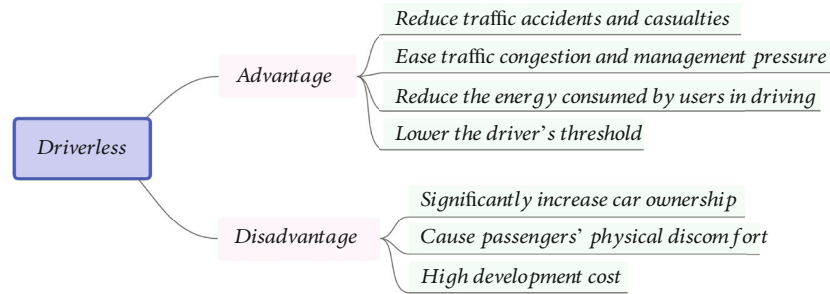 Driverless
Advantage
Reduce traffic accidents and casualties
Ease traffic congestion and management pressure
Reduce the energy consumed by users in driving
Lower the driver's threshold
Disadvantage
Significantly increase car ownership
Cause passengers' physical discomfort
High development cost